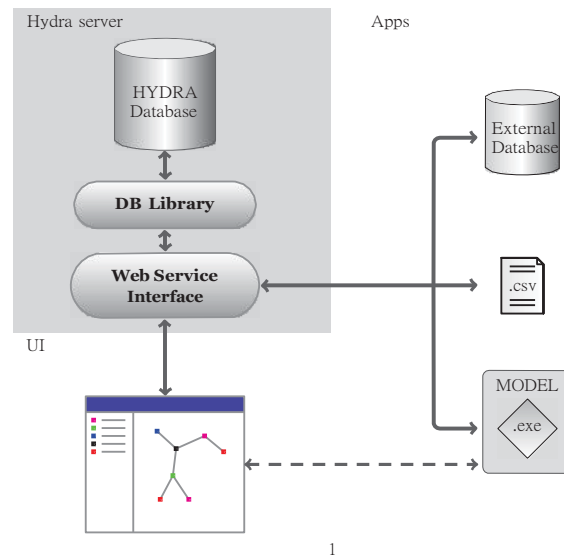 Hydra server
Apps
HYDRA
Database
External
Database
DB Library
Web Service
Interface
.csv
UI
MODEL
.exe
1